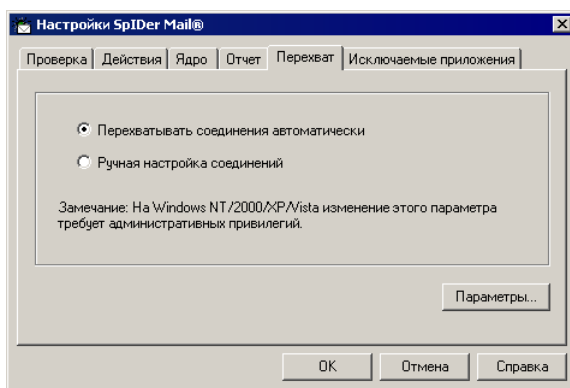 Настройки SpIDer Mail®
Проверка Действия Ядро Отчет Перехват Исключаемые приложения
Перехватывать соединения автоматически
Ручная настройка соединений
Замечание: На Windows NT/2000/XP/Vista изменение этого параметра
требует административных привилегий.
Параметры...
OK Отмена Справка